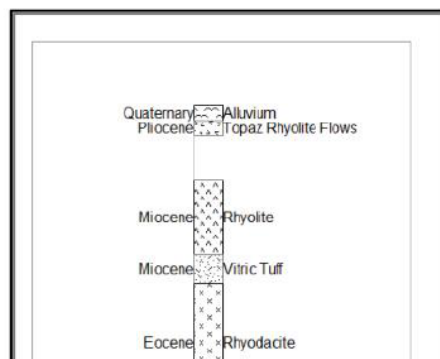 Quaternary Alluvium
Pliocene Topaz Rhyolite Flows
Miocene Rhyolite
Miocene Vitric Tuff
Eocene Rhyodacite